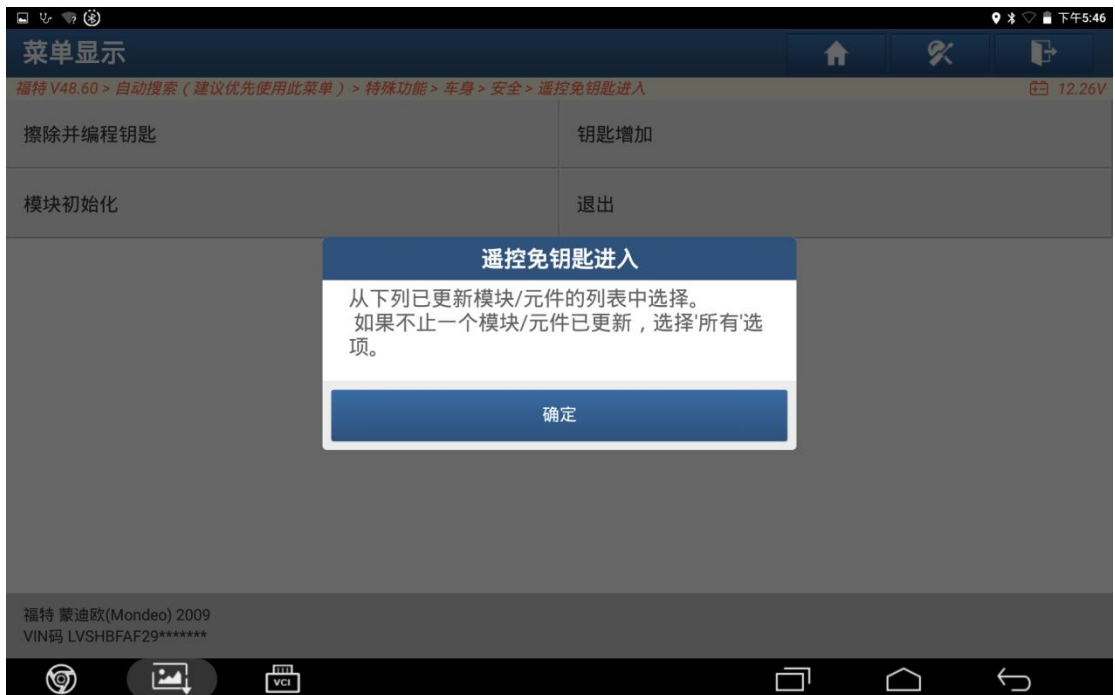 下午5:46
菜单显示
福特 V48.60 > 自动搜索（建议优先使用此菜单）> 特殊功能 > 车身 > 安全 > 遥控免钥匙进入
12.26V
擦除并编程钥匙
钥匙增加
模块初始化
退出
遥控免钥匙进入
从下列已更新模块/元件的列表中选择。
如果不止一个模块/元件已更新，选择'所有'选
项。
确定
福特 蒙迪欧(Mondeo) 2009
VIN码 LVSHBFAF29*******
VCI